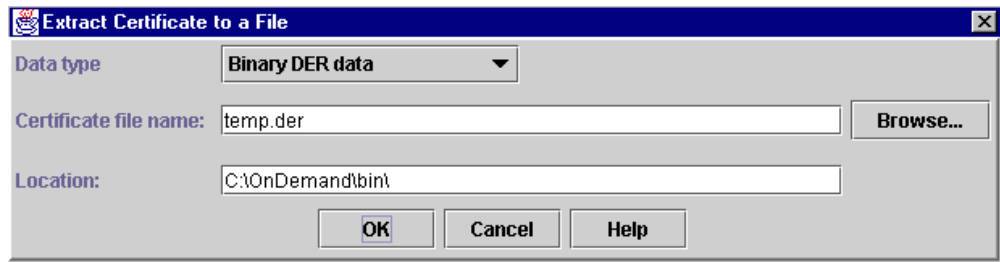 Extract Certificate to a File
Data type Binary DER data
Certificate file name: temp.der Browse...
Location: C:\OnDemand\bin\
OK Cancel Help